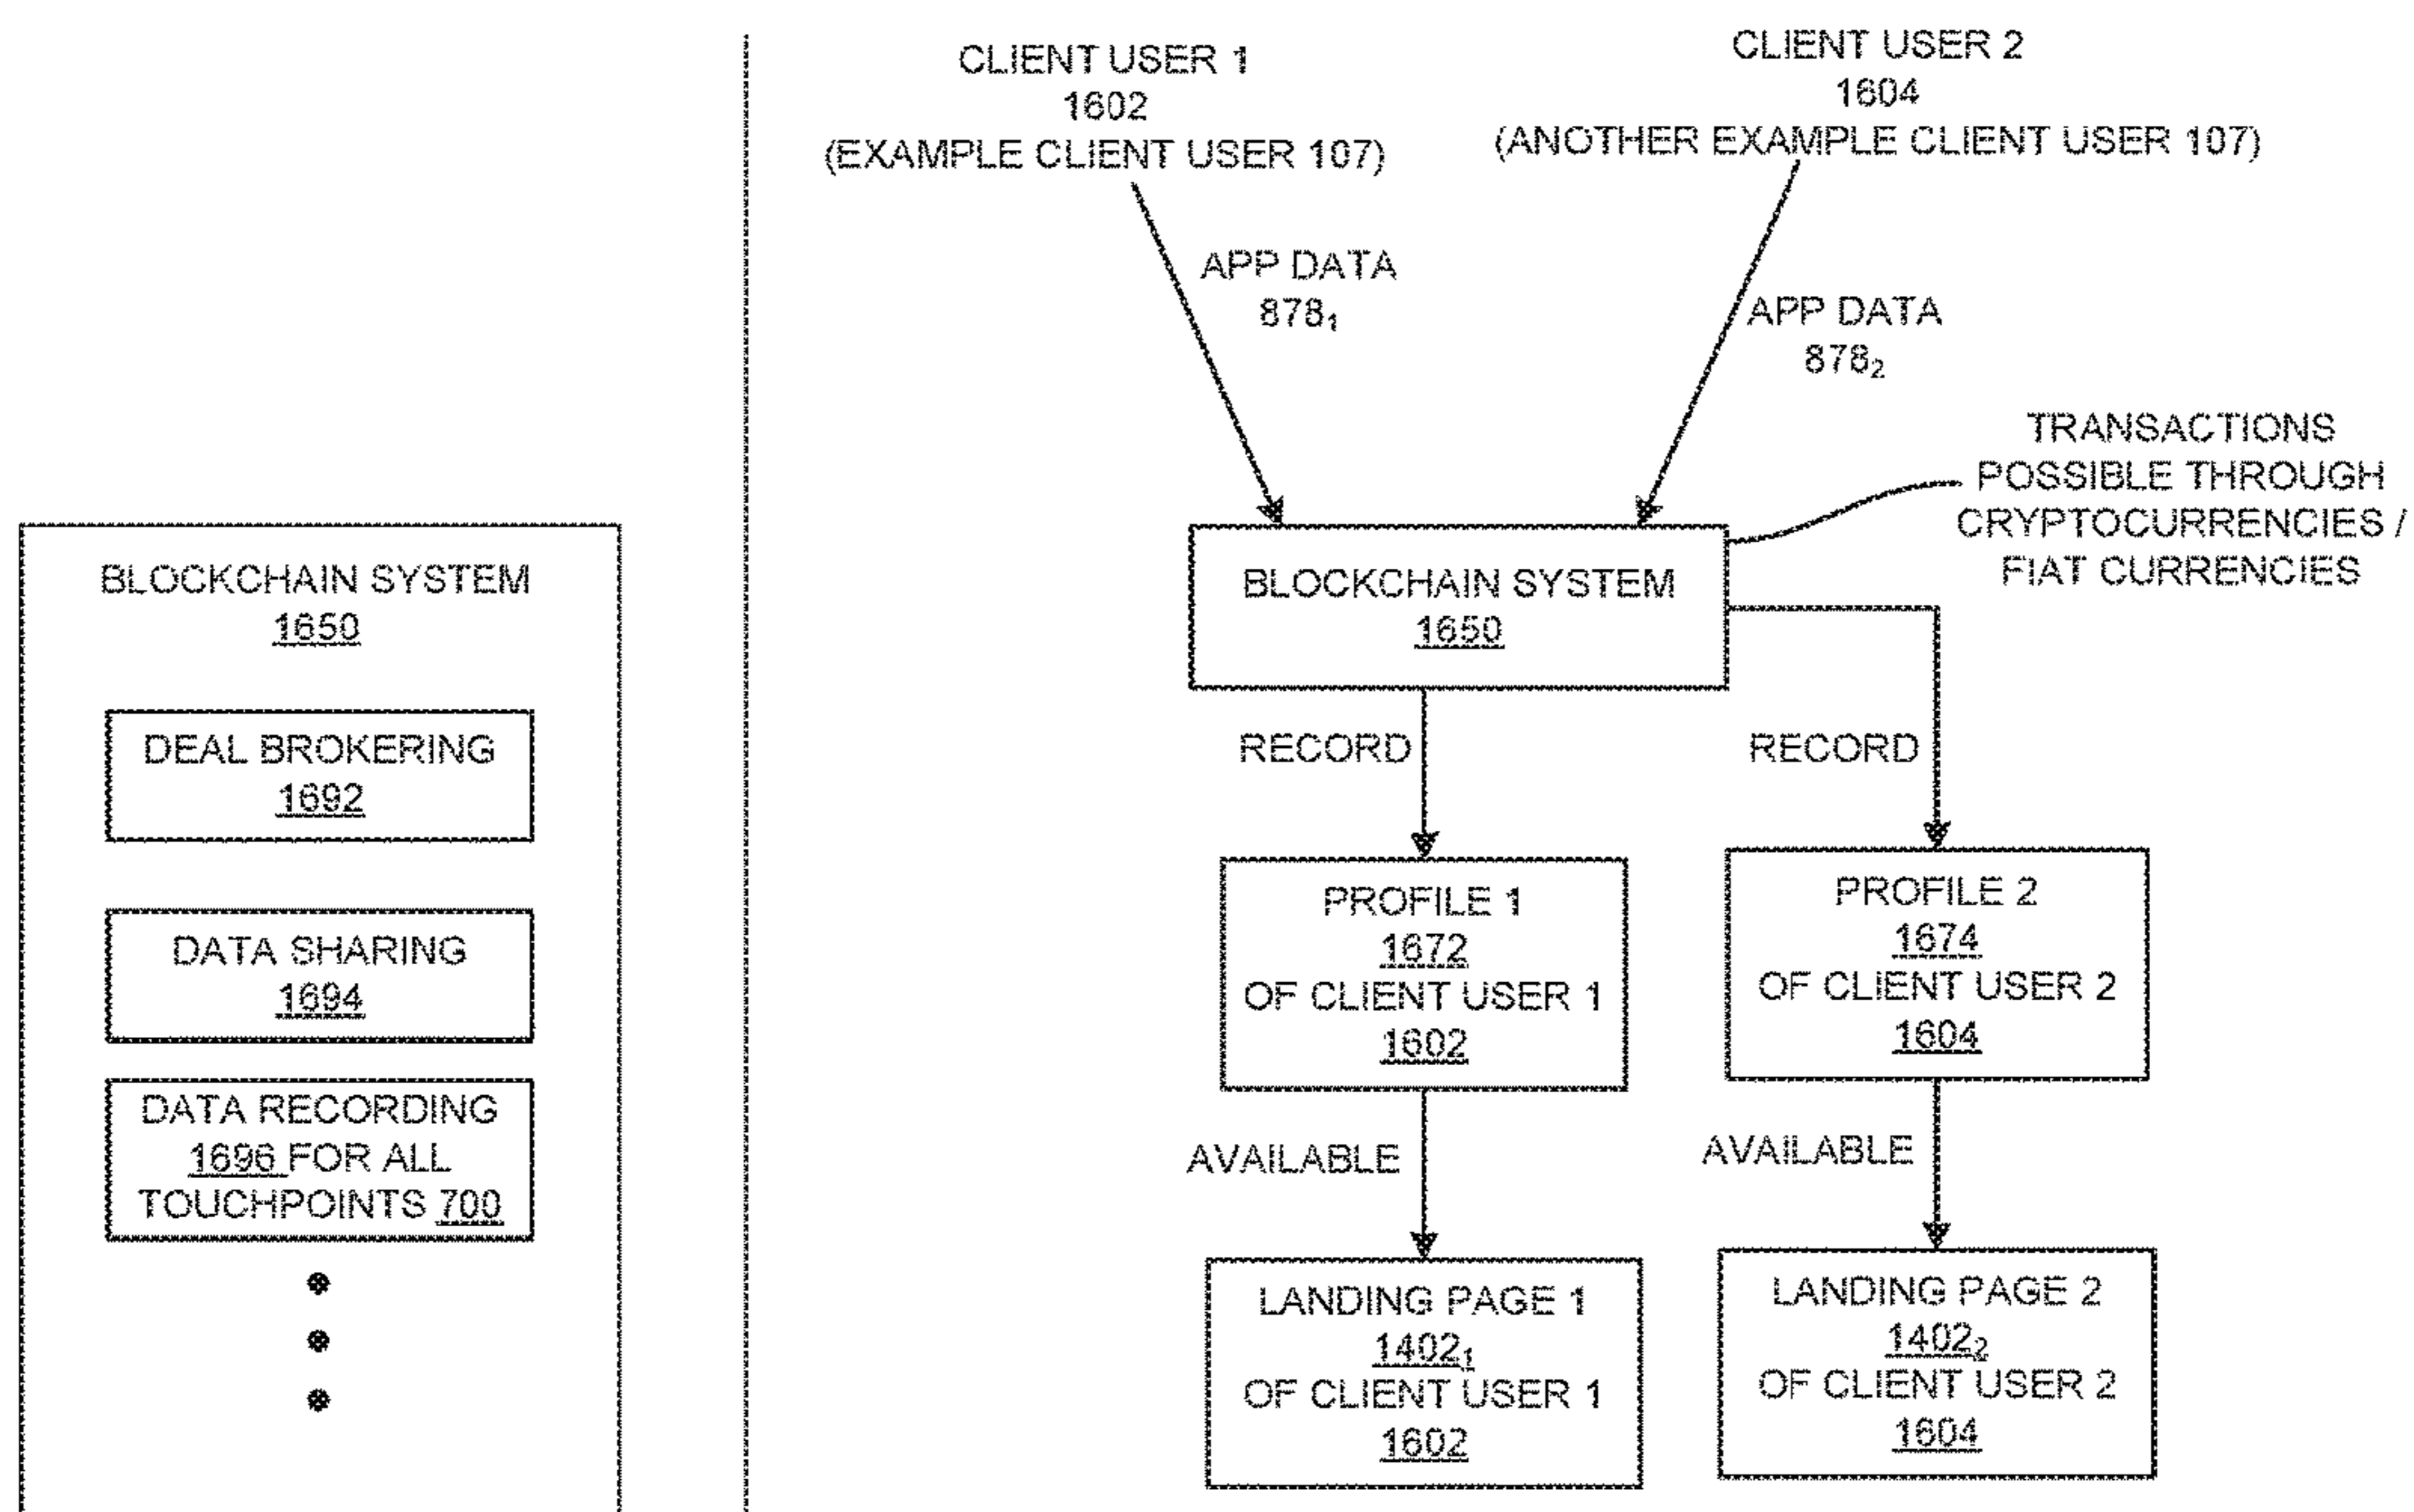 BLOCKCHAIN SYSTEM
1650
DEAL BROKERING
1692
DATA SHARING
1694
DATA RECORDING
1696 FOR ALL
TOUCHPOINTS 700
CLIENT USER 1
1602
(EXAMPLE CLIENT USER 107)
CLIENT USER 2
1604
(ANOTHER EXAMPLE CLIENT USER 107)
APP DATA
878₁
APP DATA
878₂
TRANSACTIONS
POSSIBLE THROUGH
CRYPTOCURRENCIES /
FIAT CURRENCIES
BLOCKCHAIN SYSTEM
1650
RECORD
RECORD
PROFILE 1
1672
OF CLIENT USER 1
1602
PROFILE 2
1674
OF CLIENT USER 2
1604
AVAILABLE
AVAILABLE
LANDING PAGE 1
1402₁
OF CLIENT USER 1
1602
LANDING PAGE 2
1402₂
OF CLIENT USER 2
1604